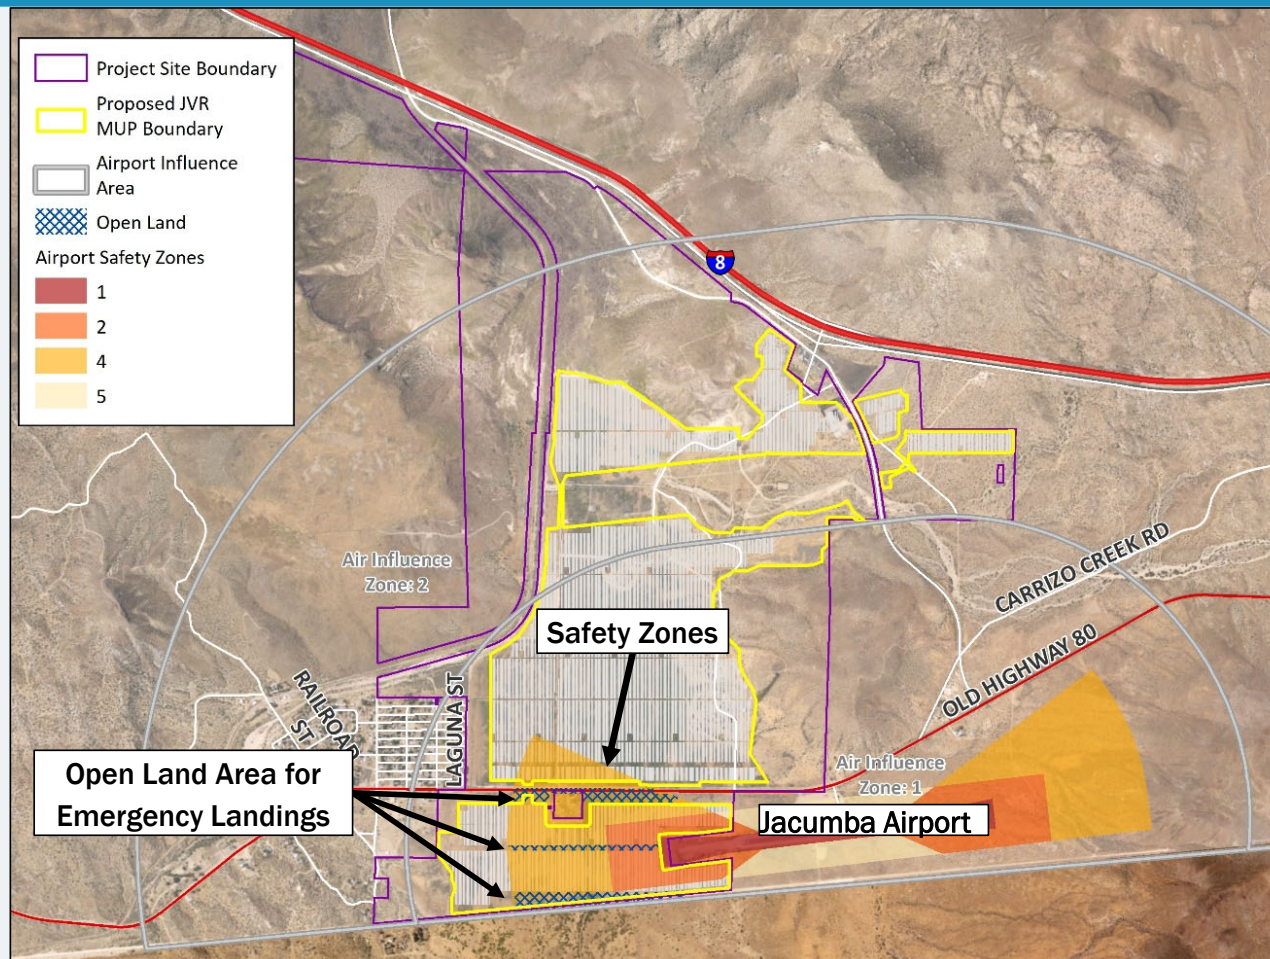 Project Site Boundary
Proposed JVR
MUP Boundary
Airport Influence
Area
Open Land
Airport Safety Zones
1
2
4
5
8
Air Influence
Zone: 2
CARRIZO CREEK RD
Safety Zones
OLD HIGHWAY 80
RAILROAD
ST
LAGUNA ST
Open Land Area for
Emergency Landings
Air Influence
Zone: 1
Jacumba Airport